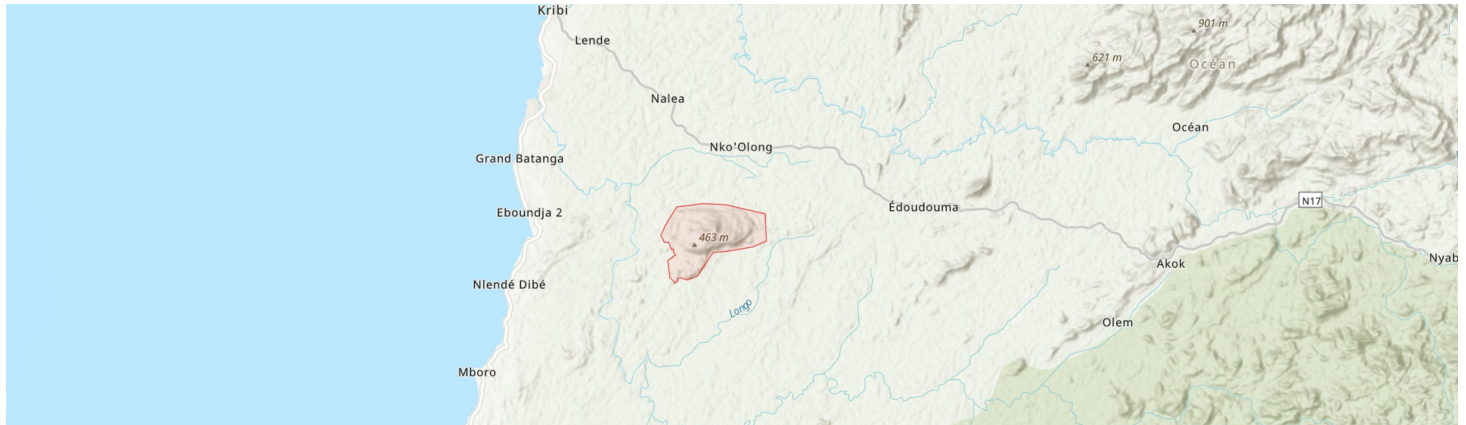 Kribi
901 m
Lende
621 m
Océan
Nalea
Océan
Nko'Olong
Grand Batanga
N17
Édoudouma
Eboundja 2
463 m
Nyab
Akok
Nlendé Dibé
Longo
Olem
Mboro